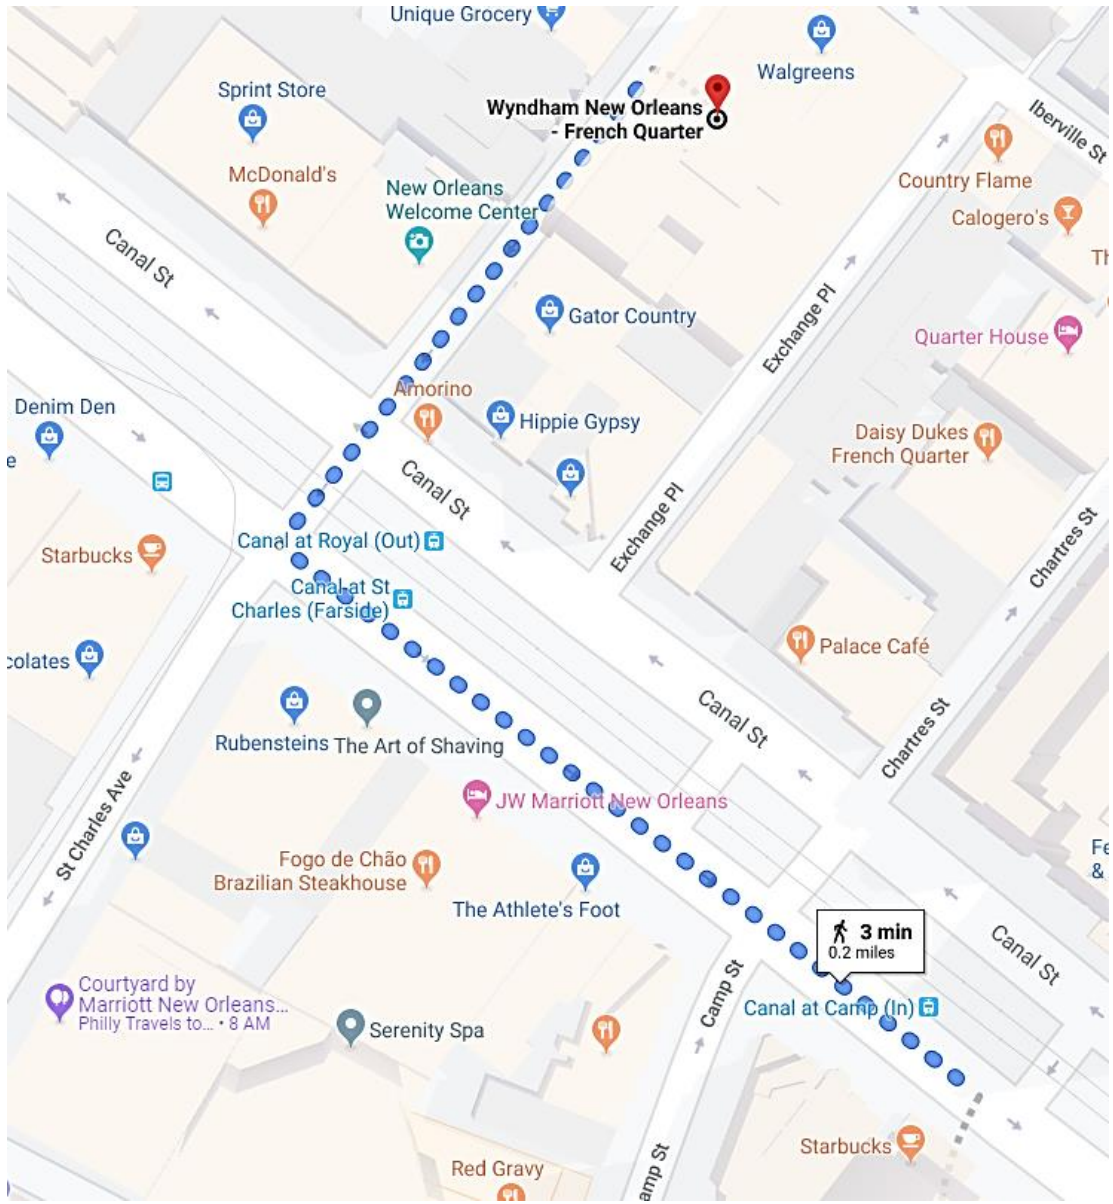 Unique Grocery
Walgreens
Sprint Store
Wyndham New Orleans
- French Quarter
Iberville St
McDonald's
Country Flame
New Orleans
Welcome Center
Calogero's
Canal St
Th
Gator Country
Exchange Pl
Quarter House
Amorino
Denim Den
Hippie Gypsy
Daisy Dukes
French Quarter
e
Canal St
Exchange Pl
Chartres St
Canal at Royal (Out)
Starbucks
Canal at St
Charles (Farside)
Palace Café
colates
Canal St
Chartres St
Rubensteins
The Art of Shaving
JW Marriott New Orleans
St Charles Ave
Fogo de Chão
Brazilian Steakhouse
Fe
&
The Athlete's Foot
3 min
0.2 miles
Canal St
Courtyard by
Marriott New Orleans...
Philly Travels to... • 8 AM
Camp St
Canal at Camp (In)
Serenity Spa
Starbucks
Red Gravy
amp St